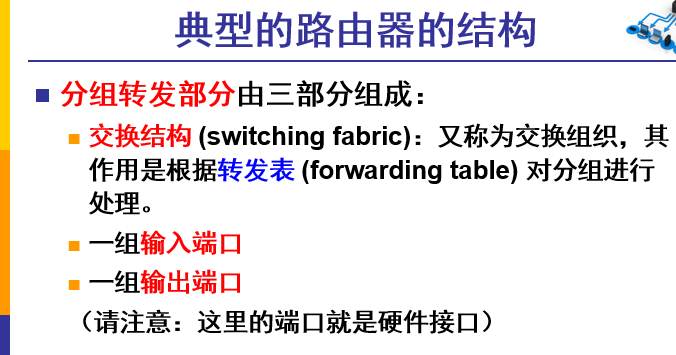 典型的路由器的结构
分组转发部分由三部分组成：
交换结构 (switching fabric)：又称为交换组织，其
作用是根据转发表 (forwarding table) 对分组进行
处理。
一组输入端口
一组输出端口
（请注意：这里的端口就是硬件接口）